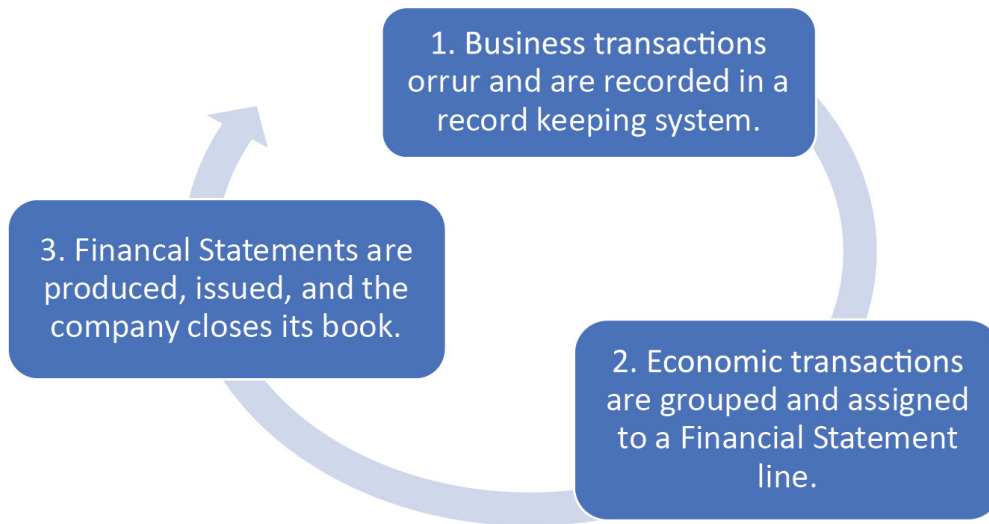 1. Business transactions
orrur and are recorded in a
record keeping system.
2. Economic transactions
are grouped and assigned
to a Financial Statement
line.
3. Financal Statements are
produced, issued, and the
company closes its book.